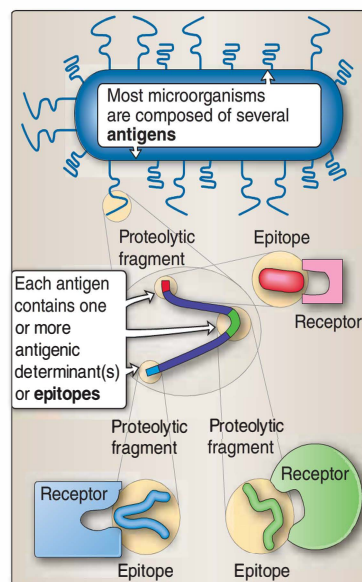 Most microorganisms
are composed of several
antigens
Proteolytic
fragment
Epitope
Each antigen
contains one
or more
antigenic
determinant(s)
or epitopes
Receptor
Proteolytic
fragment
Proteolytic
fragment
Receptor
Receptor
Epitope
Epitope